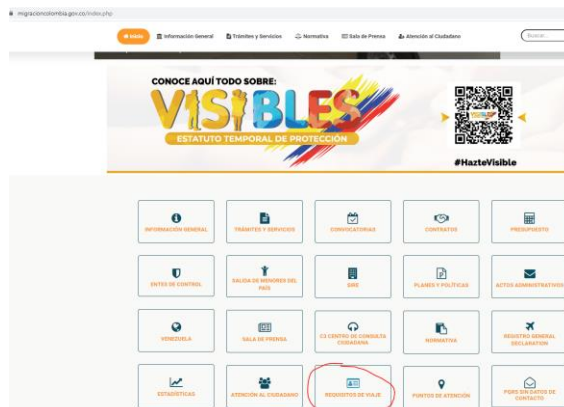 migracioncolombia.gov.co/index.php
Inicio
Información General
Trámites y Servicios
Normativa
Sala de Prensa
Atención al Ciudadano
Buscar...
CONOCE AQUÍ TODO SOBRE:
VISIBLES
ESTATUTO TEMPORAL DE PROTECCIÓN
#HazteVisible
INFORMACIÓN GENERAL
TRÁMITES Y SERVICIOS
CONVOCATORIAS
CONTRATOS
PRESUPUESTO
ENTES DE CONTROL
SALIDA DE MENORES DEL
PAÍS
SIRE
PLANES Y POLÍTICAS
ACTOS ADMINISTRATIVOS
VENEZUELA
SALA DE PRENSA
C3 CENTRO DE CONSULTA
CIUDADANA
NORMATIVA
REGISTRO GENERAL
DECLARATION
ESTADÍSTICAS
ATENCIÓN AL CIUDADANO
REQUISITOS DE VIAJE
PUNTOS DE ATENCIÓN
PQRS SIN DATOS DE
CONTACTO